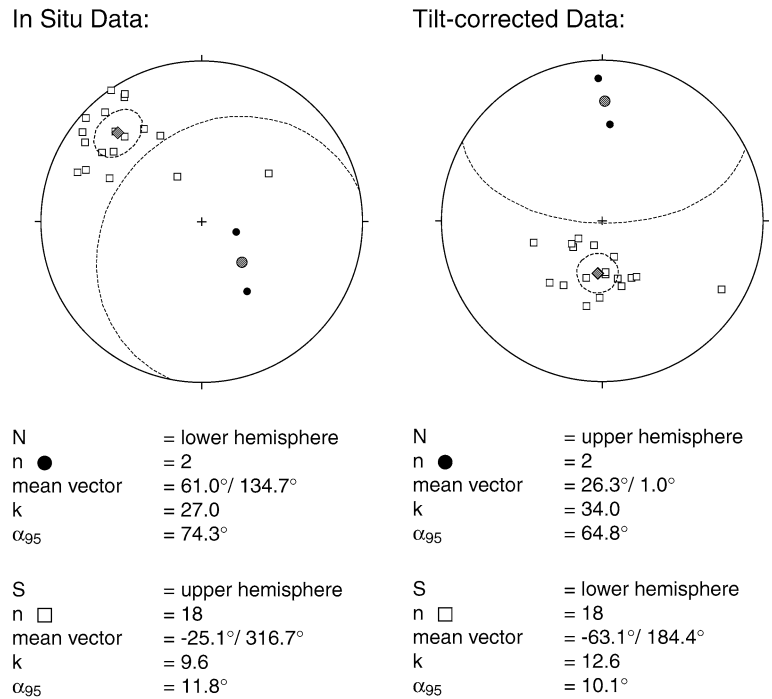 In Situ Data:
N = lower hemisphere
n ● = 2
mean vector = 61.0°/ 134.7°
k = 27.0
α95 = 74.3°
S = upper hemisphere
n □ = 18
mean vector = -25.1°/ 316.7°
k = 9.6
α95 = 11.8°
Tilt-corrected Data:
N = upper hemisphere
n ● = 2
mean vector = 26.3°/ 1.0°
k = 34.0
α95 = 64.8°
S = lower hemisphere
n □ = 18
mean vector = -63.1°/ 184.4°
k = 12.6
α95 = 10.1°